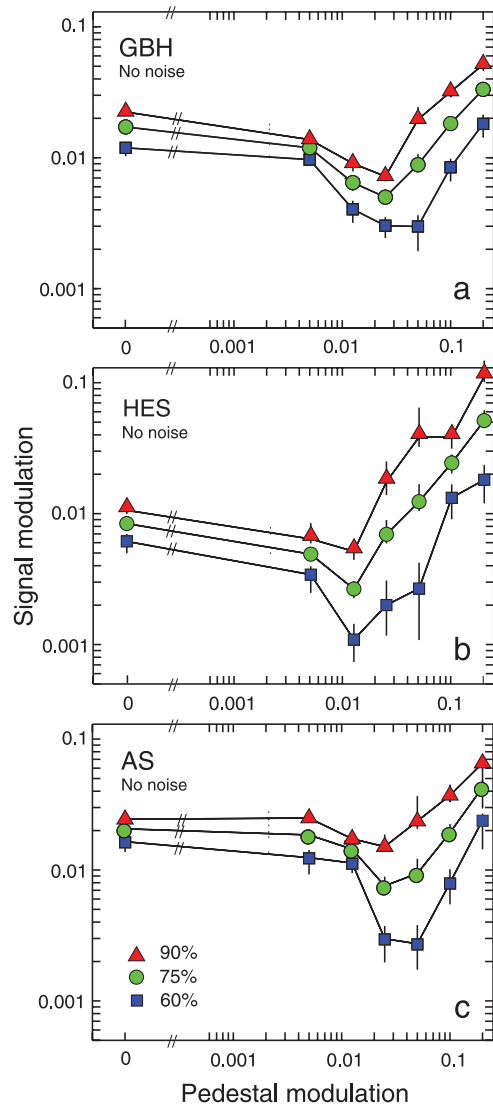 0.1
GBH
No noise
0.01
0.001
a
0 0.001 0.01 0.1
0.1
HES
No noise
0.01
0.001
b
0 0.001 0.01 0.1
Signal modulation
0.1
AS
No noise
0.01
90%
75%
60%
0.001
c
0 0.001 0.01 0.1
Pedestal modulation